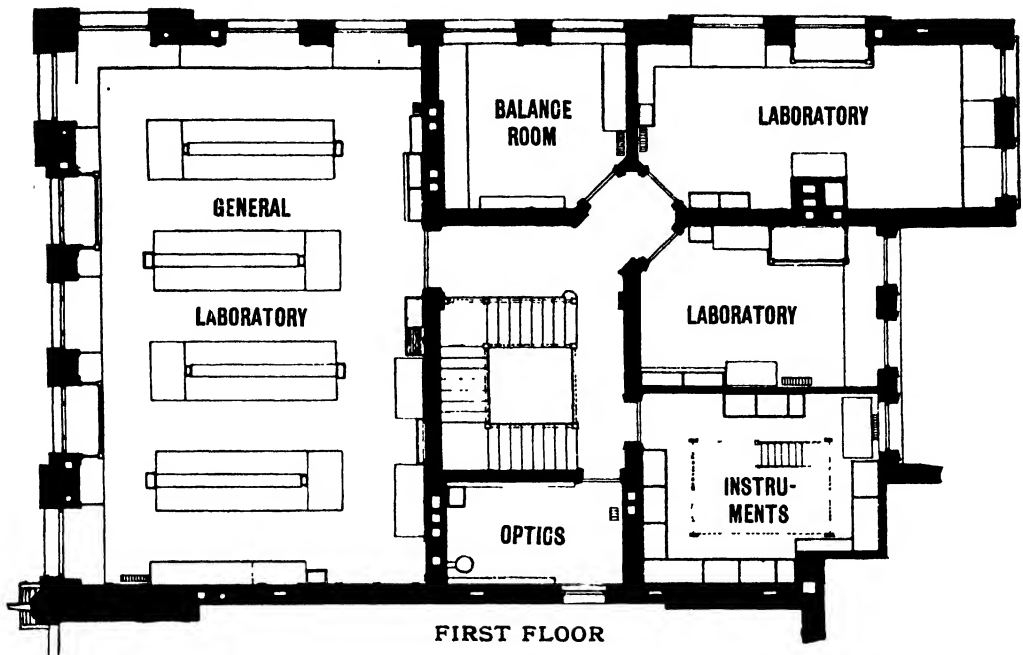 BALANCE
ROOM
LABORATORY
GENERAL
LABORATORY
LABORATORY
INSTRU-
MENTS
OPTICS
FIRST FLOOR